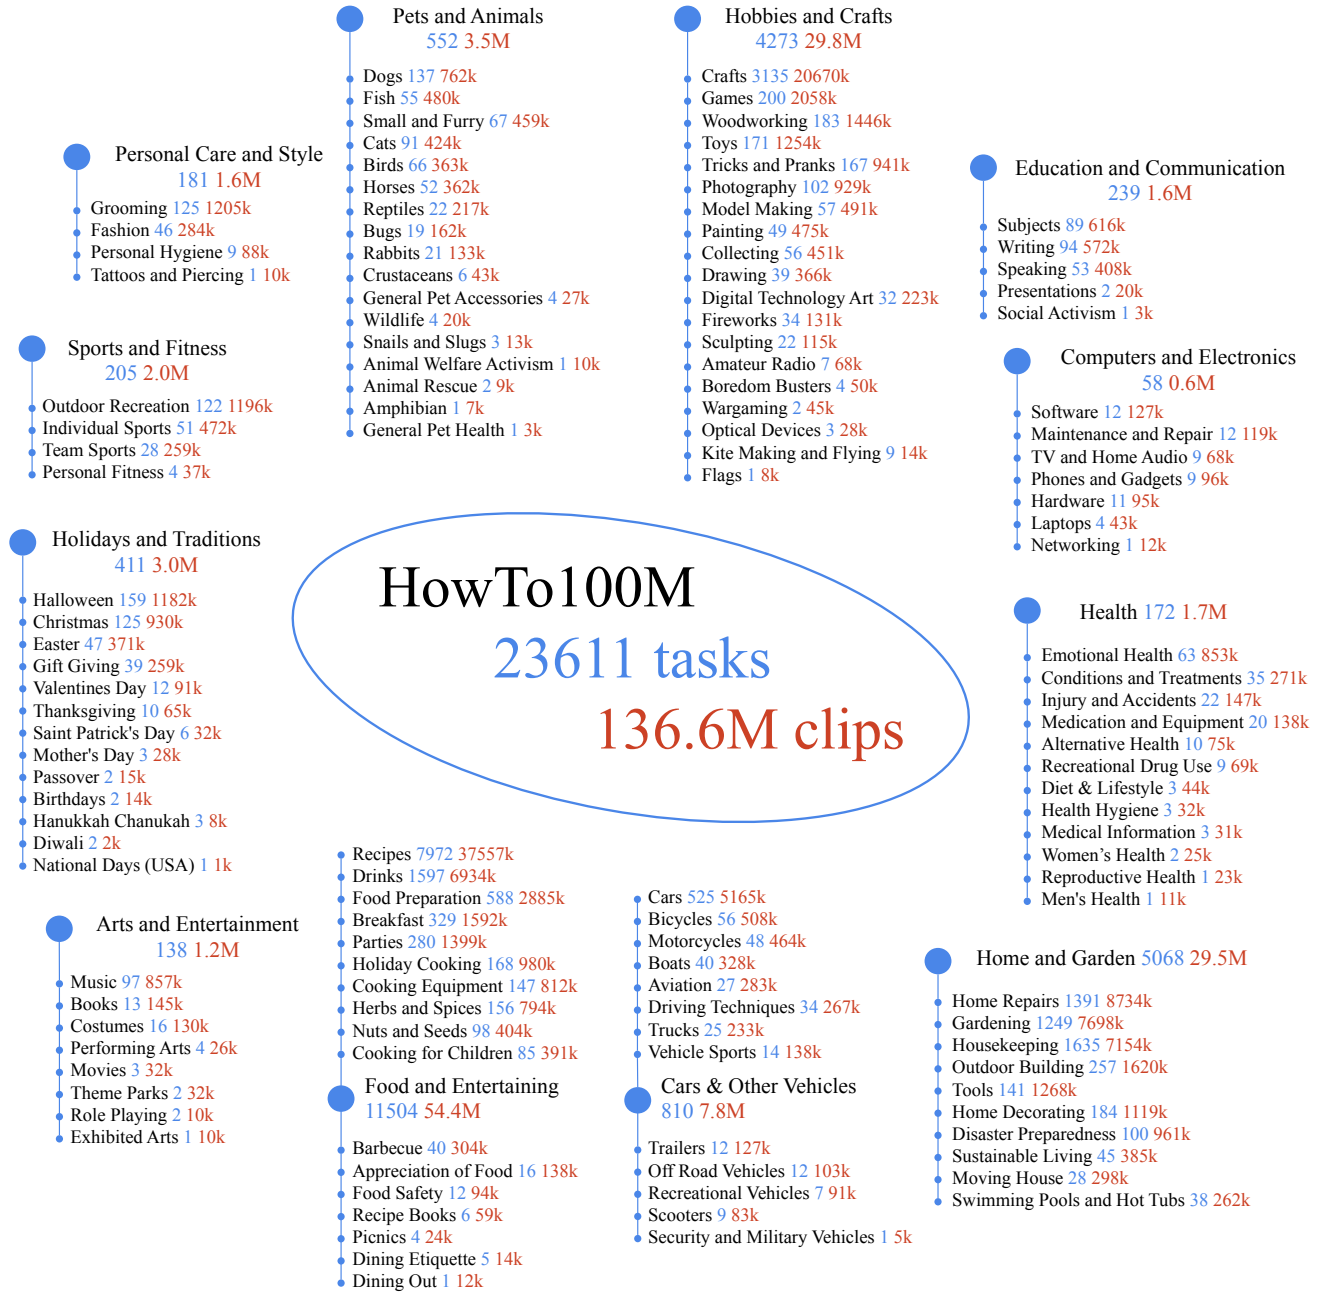 Pets and Animals
552 3.5M
Dogs 137 762k
Fish 55 480k
Small and Furry 67 459k
Cats 91 424k
Birds 66 363k
Horses 52 362k
Reptiles 22 217k
Bugs 19 162k
Rabbits 21 133k
Crustaceans 6 43k
General Pet Accessories 4 27k
Wildlife 4 20k
Snails and Slugs 3 13k
Animal Welfare Activism 1 10k
Animal Rescue 2 9k
Amphibian 1 7k
General Pet Health 1 3k
Hobbies and Crafts
4273 29.8M
Crafts 3135 20670k
Games 200 2058k
Woodworking 183 1446k
Toys 171 1254k
Tricks and Pranks 167 941k
Photography 102 929k
Model Making 57 491k
Painting 49 475k
Collecting 56 451k
Drawing 39 366k
Digital Technology Art 32 223k
Fireworks 34 131k
Sculpting 22 115k
Amateur Radio 7 68k
Boredom Busters 4 50k
Wargaming 2 45k
Optical Devices 3 28k
Kite Making and Flying 9 14k
Flags 1 8k
Personal Care and Style
181 1.6M
Grooming 125 1205k
Fashion 46 284k
Personal Hygiene 9 88k
Tattoos and Piercing 1 10k
Education and Communication
239 1.6M
Subjects 89 616k
Writing 94 572k
Speaking 53 408k
Presentations 2 20k
Social Activism 1 3k
Sports and Fitness
205 2.0M
Outdoor Recreation 122 1196k
Individual Sports 51 472k
Team Sports 28 259k
Personal Fitness 4 37k
Computers and Electronics
58 0.6M
Software 12 127k
Maintenance and Repair 12 119k
TV and Home Audio 9 68k
Phones and Gadgets 9 96k
Hardware 11 95k
Laptops 4 43k
Networking 1 12k
Holidays and Traditions
411 3.0M
Halloween 159 1182k
Christmas 125 930k
Easter 47 371k
Gift Giving 39 259k
Valentines Day 12 91k
Thanksgiving 10 65k
Saint Patrick's Day 6 32k
Mother's Day 3 28k
Passover 2 15k
Birthdays 2 14k
Hanukkah Chanukah 3 8k
Diwali 2 2k
National Days (USA) 1 1k
HowTo100M
23611 tasks
136.6M clips
Health 172 1.7M
Emotional Health 63 853k
Conditions and Treatments 35 271k
Injury and Accidents 22 147k
Medication and Equipment 20 138k
Alternative Health 10 75k
Recreational Drug Use 9 69k
Diet & Lifestyle 3 44k
Health Hygiene 3 32k
Medical Information 3 31k
Women’s Health 2 25k
Reproductive Health 1 23k
Men's Health 1 11k
Arts and Entertainment
138 1.2M
Music 97 857k
Books 13 145k
Costumes 16 130k
Performing Arts 4 26k
Movies 3 32k
Theme Parks 2 32k
Role Playing 2 10k
Exhibited Arts 1 10k
Recipes 7972 37557k
Drinks 1597 6934k
Food Preparation 588 2885k
Breakfast 329 1592k
Parties 280 1399k
Holiday Cooking 168 980k
Cooking Equipment 147 812k
Herbs and Spices 156 794k
Nuts and Seeds 98 404k
Cooking for Children 85 391k
Food and Entertaining
11504 54.4M
Barbecue 40 304k
Appreciation of Food 16 138k
Food Safety 12 94k
Recipe Books 6 59k
Picnics 4 24k
Dining Etiquette 5 14k
Dining Out 1 12k
Cars 525 5165k
Bicycles 56 508k
Motorcycles 48 464k
Boats 40 328k
Aviation 27 283k
Driving Techniques 34 267k
Trucks 25 233k
Vehicle Sports 14 138k
Cars & Other Vehicles
810 7.8M
Trailers 12 127k
Off Road Vehicles 12 103k
Recreational Vehicles 7 91k
Scooters 9 83k
Security and Military Vehicles 1 5k
Home and Garden 5068 29.5M
Home Repairs 1391 8734k
Gardening 1249 7698k
Housekeeping 1635 7154k
Outdoor Building 257 1620k
Tools 141 1268k
Home Decorating 184 1119k
Disaster Preparedness 100 961k
Sustainable Living 45 385k
Moving House 28 298k
Swimming Pools and Hot Tubs 38 262k